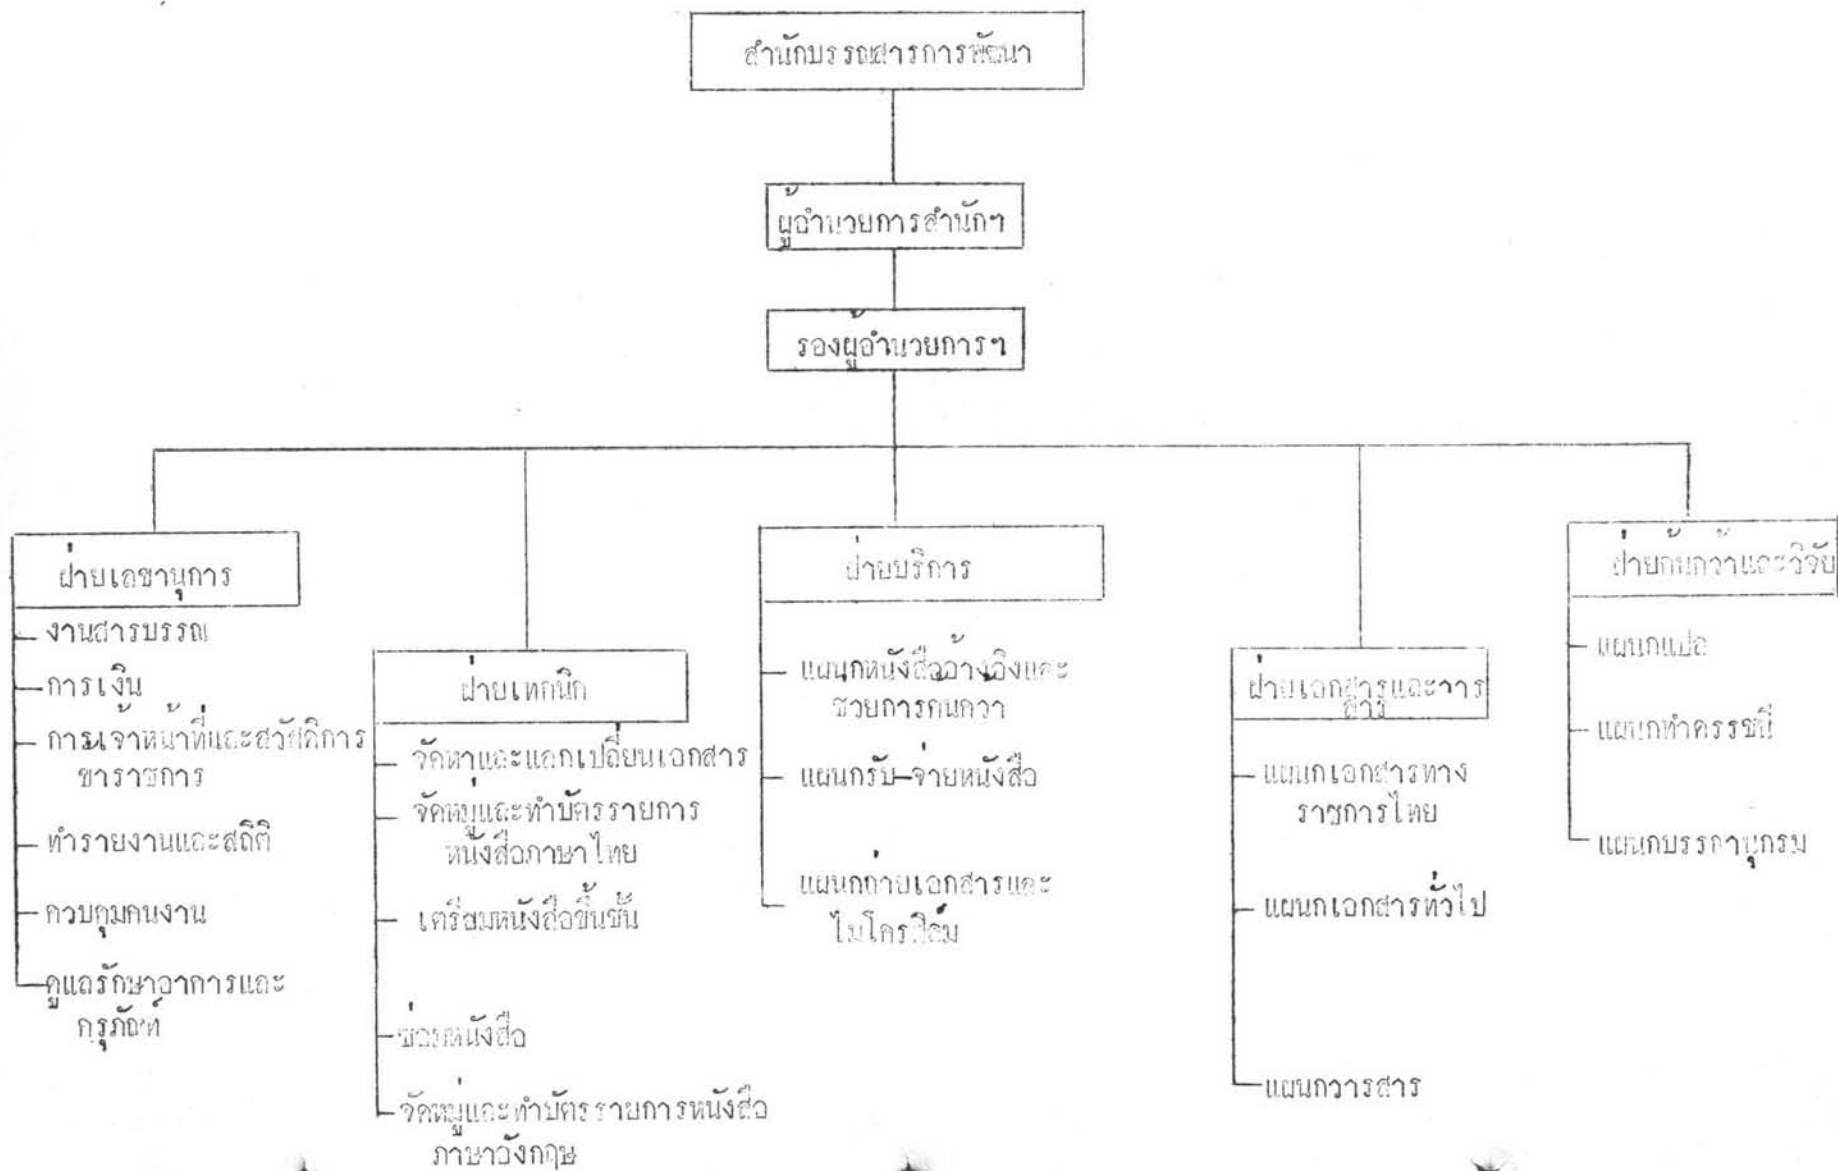 สำนักบรรณสารการพัฒนา
ผู้อำนวยการสำนักฯ
รองผู้อำนวยการฯ
ฝ่ายเลขานุการ
งานสารบรรณ
การเงิน
การเจ้าหน้าที่และสวัสดิการ
ขาราชการ
ทำรายงานและสถิติ
ควบคุมคนงาน
ดูแลรักษาอาคารและ
ครุภัณฑ์
ฝ่ายเทคนิค
จัดหาและแลกเปลี่ยนเอกสาร
จัดหมู่และทำบัตรรายการ
หนังสือภาษาไทย
เตรียมหนังสือขึ้นชั้น
ซ่อมหนังสือ
จัดหมู่และทำบัตรรายการหนังสือ
ภาษาอังกฤษ
ฝ่ายบริการ
แผนกหนังสืออ้างอิงและ
ชวยการคนควา
แผนกรับ-จ่ายหนังสือ
แผนกถ่ายเอกสารและ
ไมโครฟิล์ม
ฝ่ายเอกสารและวาร
สาร
แผนกเอกสารทาง
ราชการไทย
แผนกเอกสารทั่วไป
แผนกวารสาร
ฝ่ายค้นคว้าและวิจัย
แผนกแปล
แผนกทำดรรชนี
แผนกบรรณานุกรม